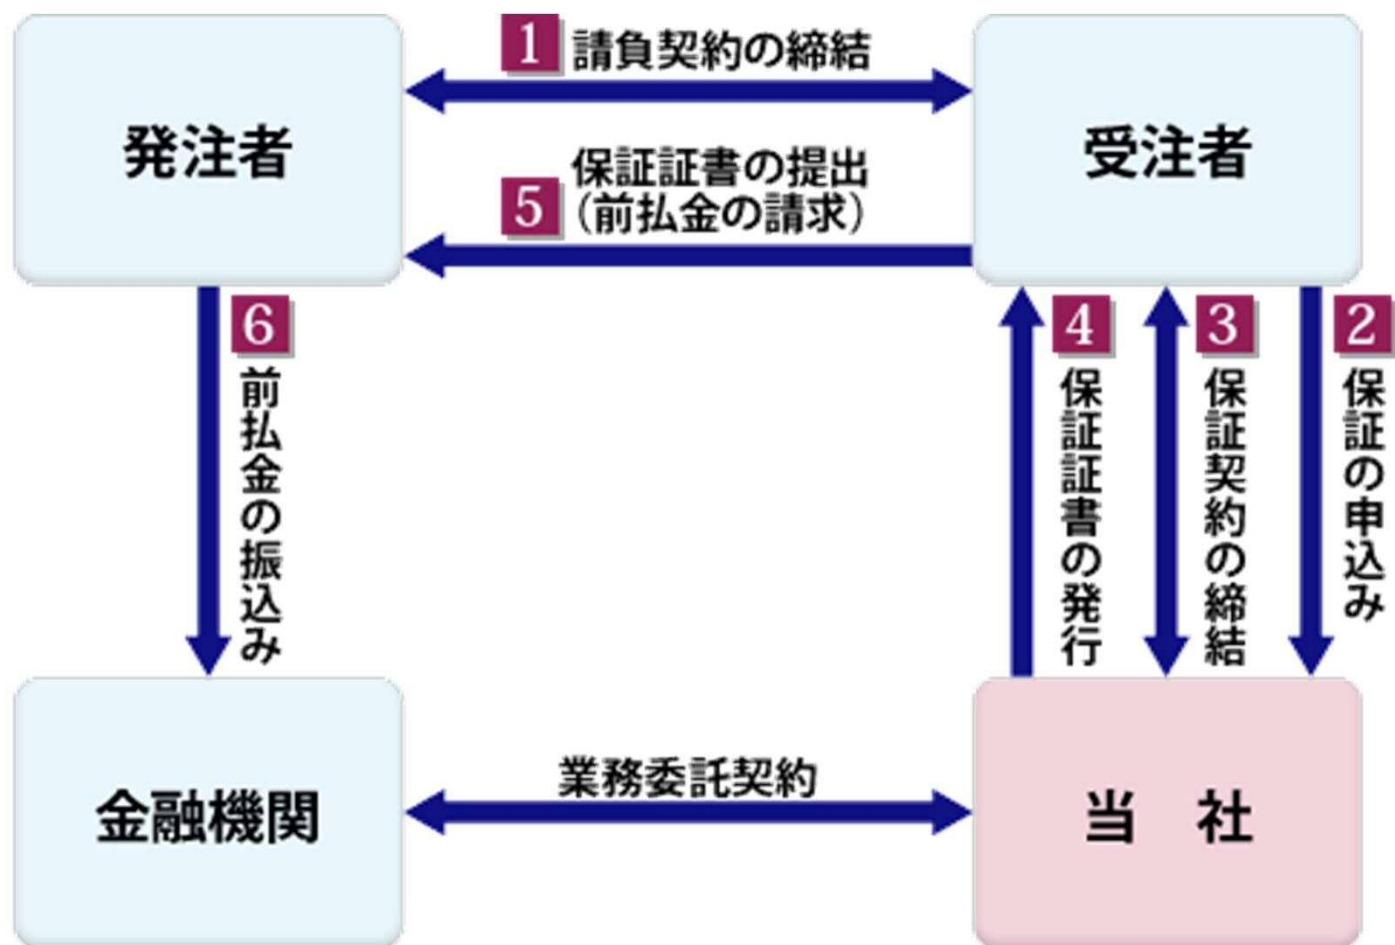 発注者
1 請負契約の締結
受注者
5 保証証書の提出
(前払金の請求)
6 前払金の振込み
4 保証証書の発行
3 保証契約の締結
2 保証の申込み
金融機関
業務委託契約
当　社